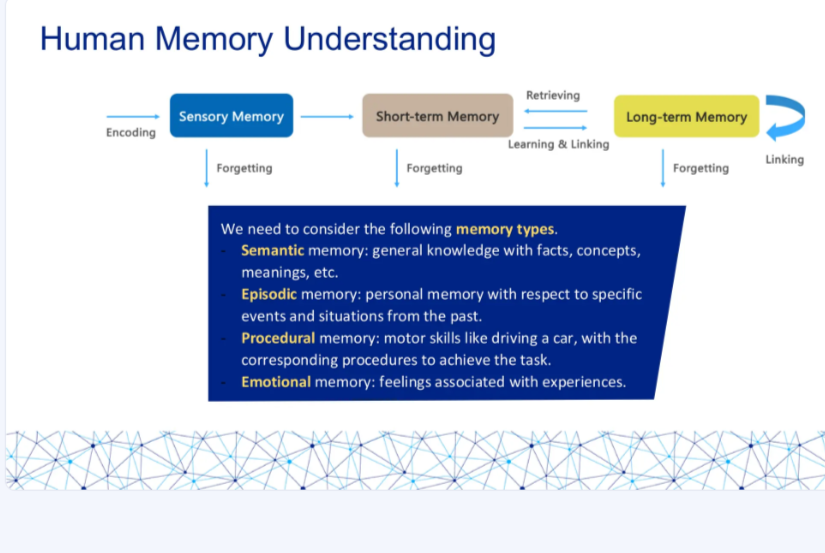 Human Memory Understanding
Encoding
Sensory Memory
Forgetting
Short-term Memory
Forgetting
Retrieving
Learning & Linking
Long-term Memory
Forgetting
Linking
We need to consider the following memory types.
- Semantic memory: general knowledge with facts, concepts,
meanings, etc.
- Episodic memory: personal memory with respect to specific
events and situations from the past.
- Procedural memory: motor skills like driving a car, with the
corresponding procedures to achieve the task.
- Emotional memory: feelings associated with experiences.